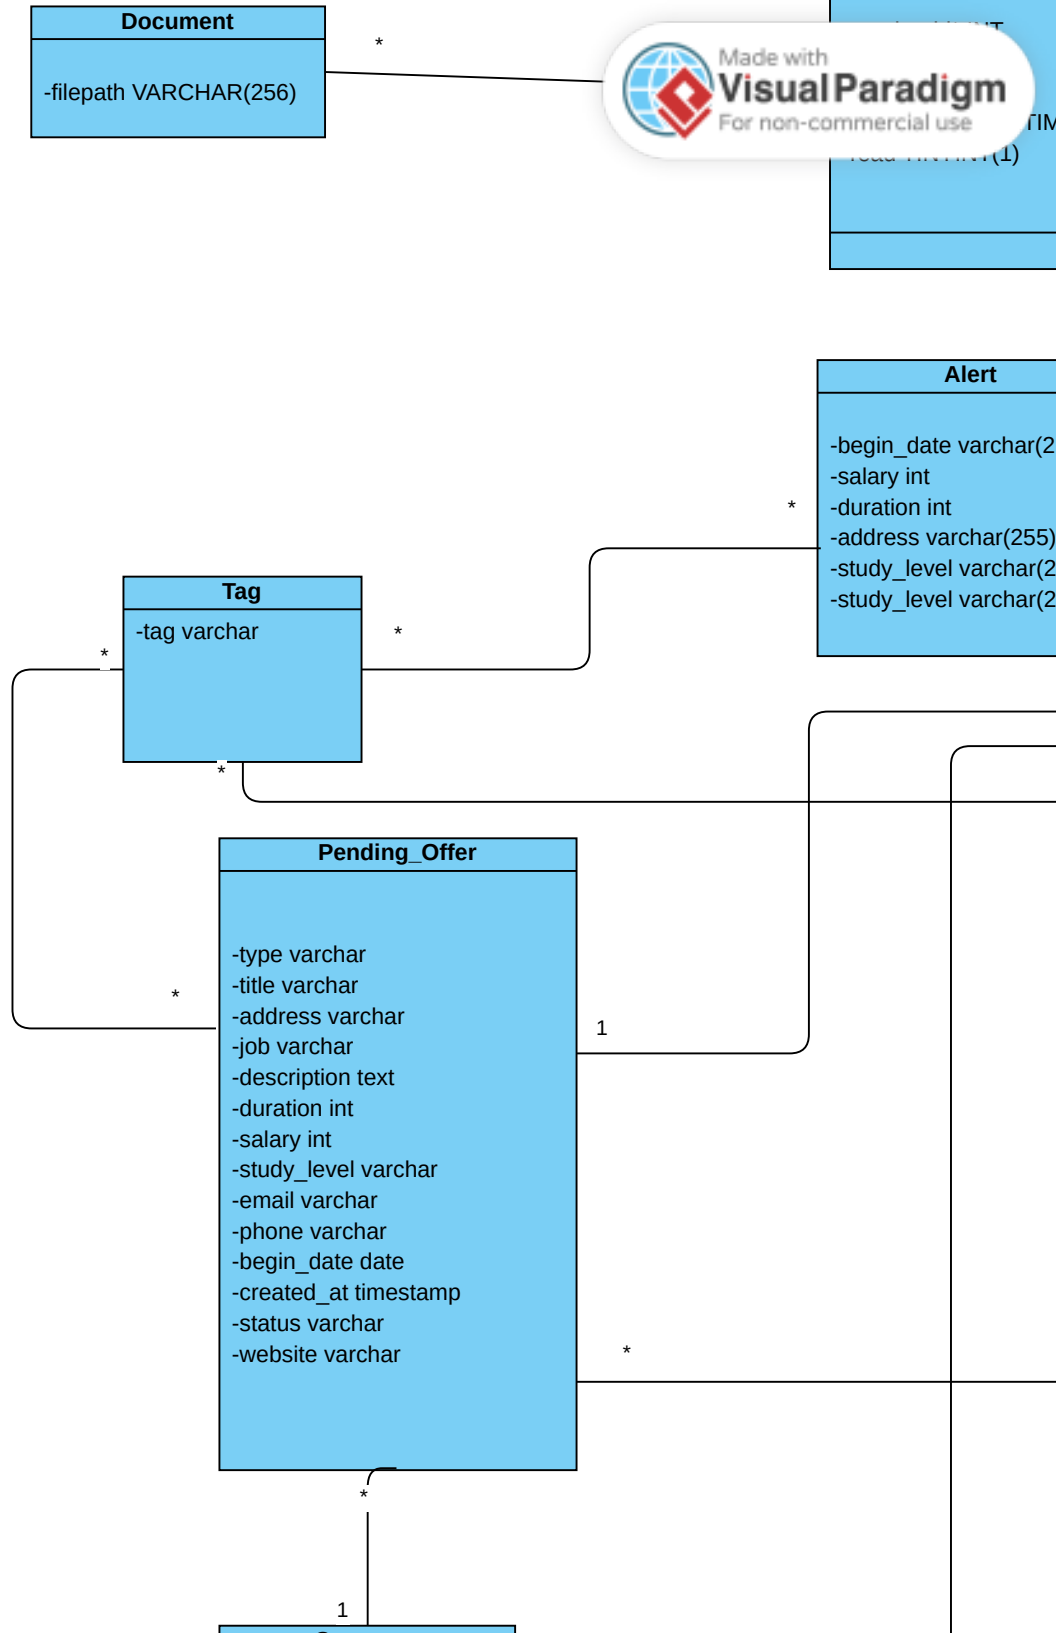 Document
-filepath VARCHAR(256)
*
Made with
Visual Paradigm
For non-commercial use
Alert
-begin_date varchar(2
-salary int
-duration int
-address varchar(255)
-study_level varchar(2
-study_level varchar(2
*
Tag
-tag varchar
*
*
*
Pending_Offer
-type varchar
-title varchar
-address varchar
-job varchar
-description text
-duration int
-salary int
-study_level varchar
-email varchar
-phone varchar
-begin_date date
-created_at timestamp
-status varchar
-website varchar
*
1
*
*
1